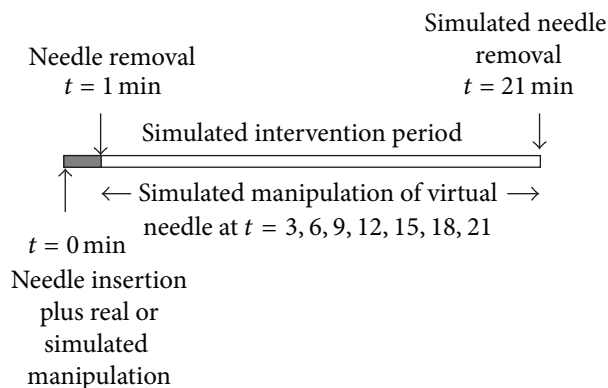 Needle removal
t = 1 min
Simulated needle
removal
t = 21 min
Simulated intervention period
Simulated manipulation of virtual
needle at t = 3, 6, 9, 12, 15, 18, 21
t = 0 min
Needle insertion
plus real or
simulated
manipulation